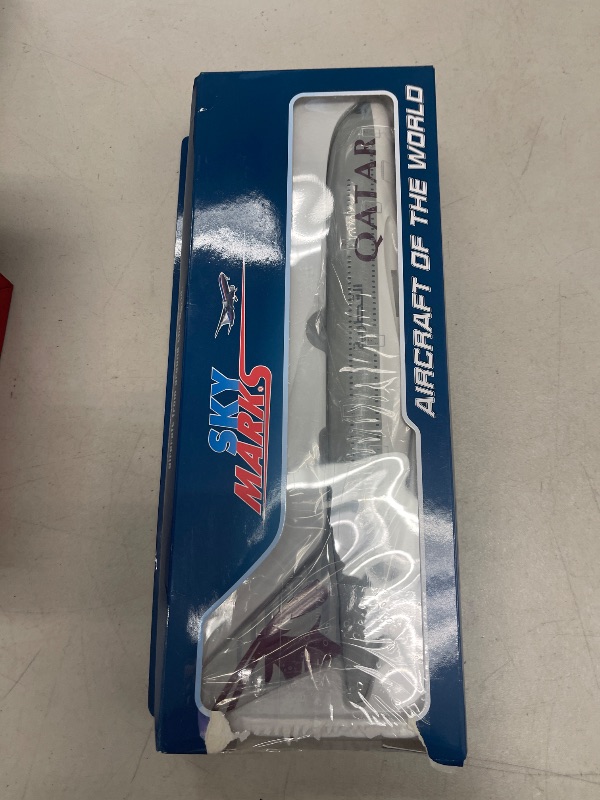 SKY
MARKS
QATAR
AIRCRAFT OF THE WORLD